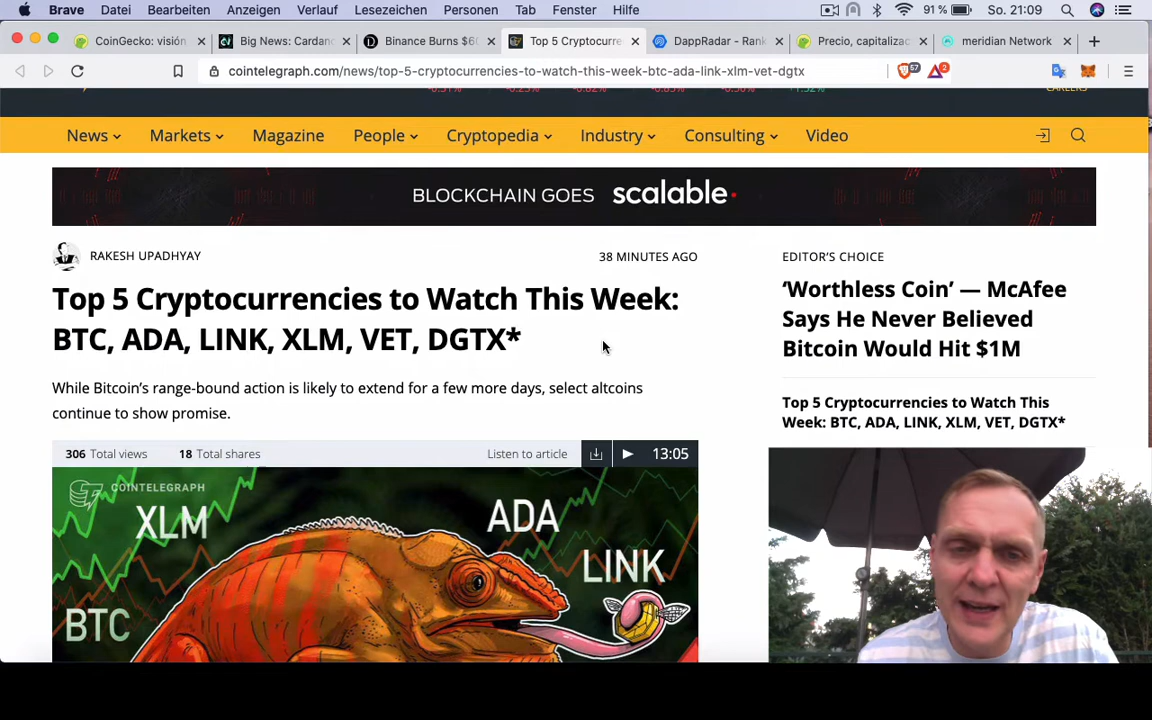 Brave Datei Bearbeiten Anzeigen Verlauf Lesezeichen Personen Tab Fenster Hilfe 91 % So. 21:09
CoinGecko: visión Big News: Cardano Binance Burns $60 Top 5 Cryptocurre DappRadar - Rank Precio, capitalizac meridian Network
cointelegraph.com/news/top-5-cryptocurrencies-to-watch-this-week-btc-ada-link-xlm-vet-dgtx 57 2
CAREERS
News Markets Magazine People Cryptopedia Industry Consulting Video
BLOCKCHAIN GOES scalable
RAKESH UPADHYAY 38 MINUTES AGO
Top 5 Cryptocurrencies to Watch This Week:
BTC, ADA, LINK, XLM, VET, DGTX*
While Bitcoin’s range-bound action is likely to extend for a few more days, select altcoins
continue to show promise.
306 Total views 18 Total shares Listen to article 13:05
COINTELEGRAPH
XLM
ADA
LINK
BTC
EDITOR’S CHOICE
‘Worthless Coin’ — McAfee
Says He Never Believed
Bitcoin Would Hit $1M
Top 5 Cryptocurrencies to Watch This
Week: BTC, ADA, LINK, XLM, VET, DGTX*